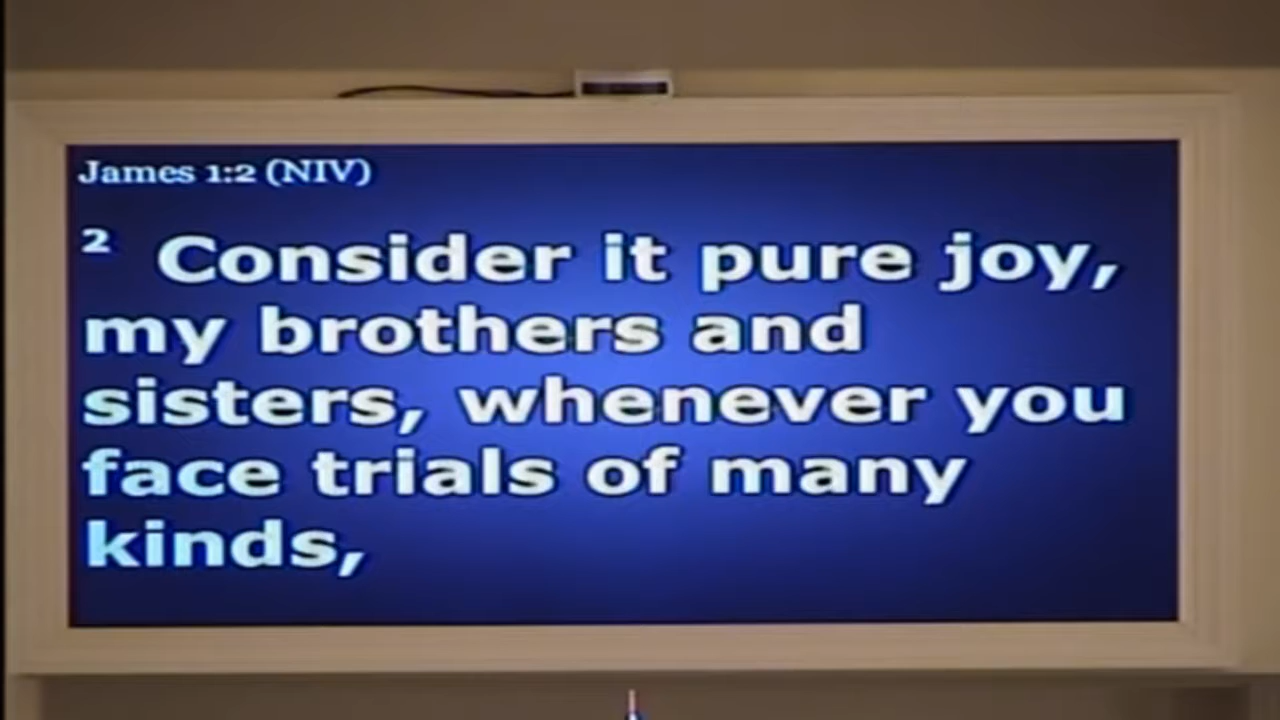 James 1:2 (NIV)
2 Consider it pure joy,
my brothers and
sisters, whenever you
face trials of many
kinds,